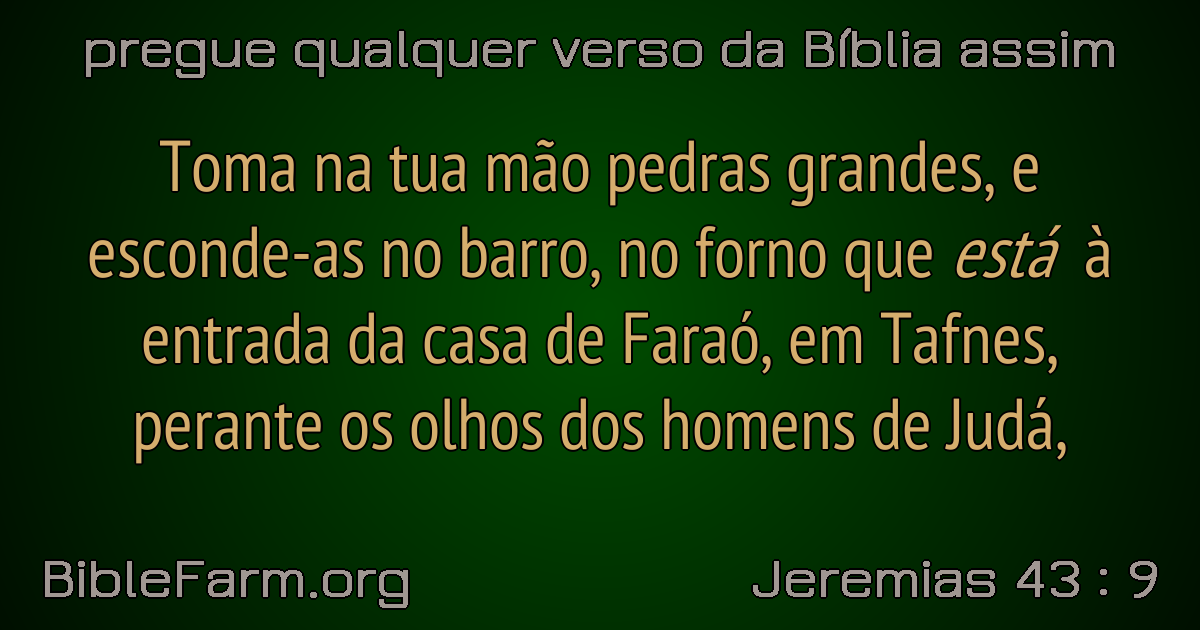 pregue qualquer verso da Bíblia assim
Toma na tua mão pedras grandes, e
esconde-as no barro, no forno que está à
entrada da casa de Faraó, em Tafnes,
perante os olhos dos homens de Judá,
BibleFarm.org
Jeremias 43 : 9